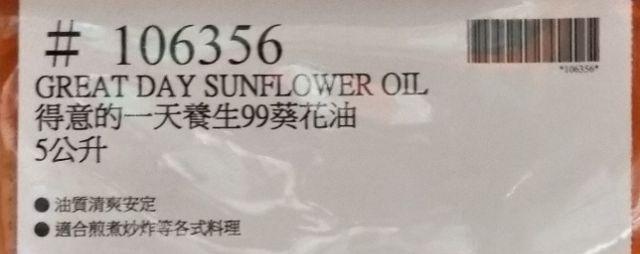 # 106356
*106356*
GREAT DAY SUNFLOWER OIL
得意的一天養生99葵花油
5公升
● 油質清爽安定
● 適合煎煮炒炸等各式料理